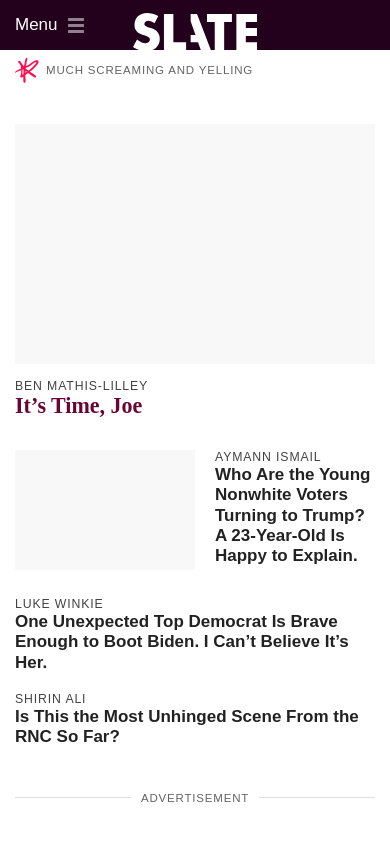 Menu
SLATE
MUCH SCREAMING AND YELLING
BEN MATHIS-LILLEY
It’s Time, Joe
AYMANN ISMAIL
Who Are the Young
Nonwhite Voters
Turning to Trump?
A 23-Year-Old Is
Happy to Explain.
LUKE WINKIE
One Unexpected Top Democrat Is Brave
Enough to Boot Biden. I Can’t Believe It’s
Her.
SHIRIN ALI
Is This the Most Unhinged Scene From the
RNC So Far?
ADVERTISEMENT